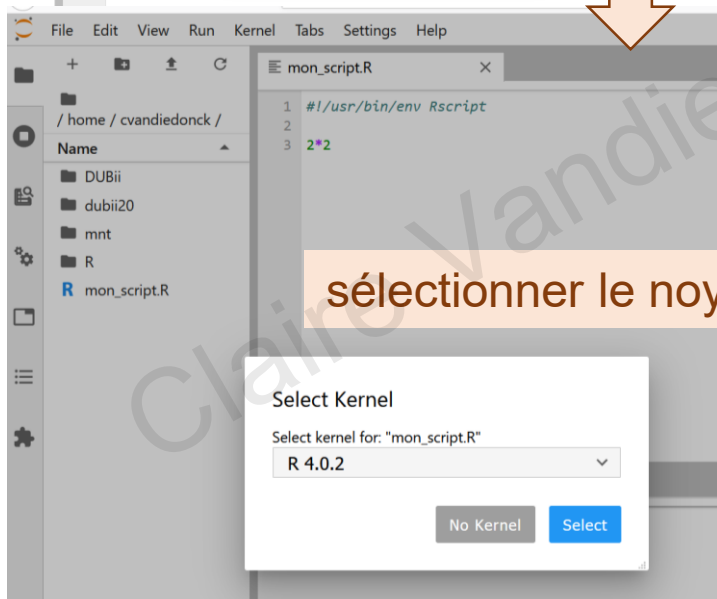 File Edit View Run Kernel Tabs Settings Help
mon_script.R
/ home / cvandiedonck /
Name
DUBii
dubii20
mnt
R
R mon_script.R
1 #!/usr/bin/env Rscript
2
3 2*2
sélectionner le noy
Select Kernel
Select kernel for: "mon_script.R"
R 4.0.2
No Kernel Select
Claire Vandie